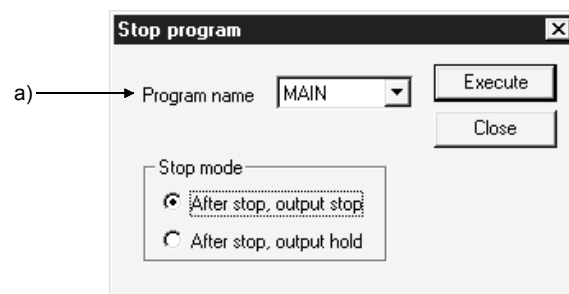 Stop program
a)
Program name
MAIN
Execute
Close
Stop mode
After stop, output stop
After stop, output hold